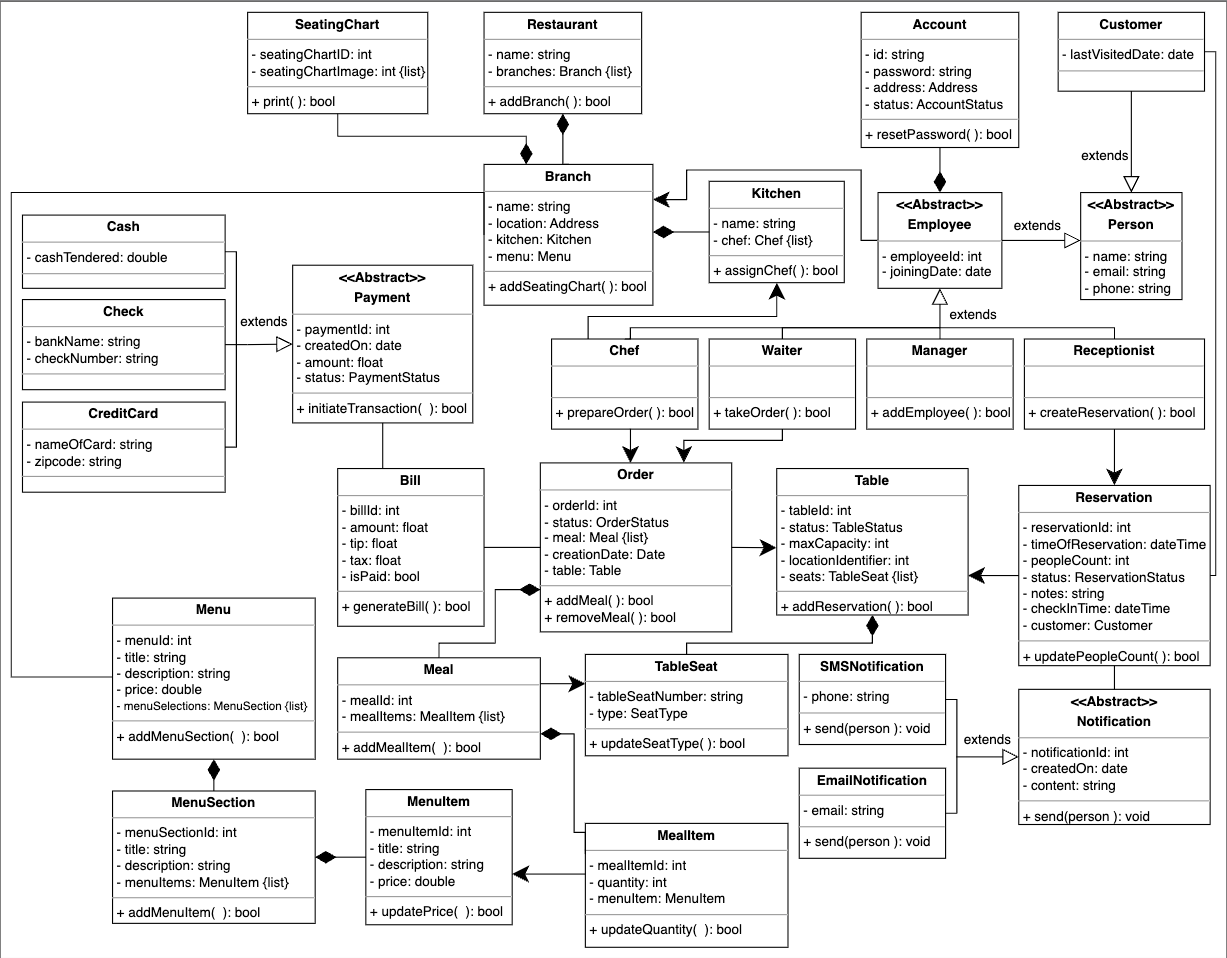 SeatingChart
- seatingChartID: int
- seatingChartImage: int {list}
+ print( ): bool
Restaurant
- name: string
- branches: Branch {list}
+ addBranch( ): bool
Account
- id: string
- password: string
- address: Address
- status: AccountStatus
+ resetPassword( ): bool
Customer
- lastVisitedDate: date
extends
Branch
- name: string
- location: Address
- kitchen: Kitchen
- menu: Menu
+ addSeatingChart( ): bool
Kitchen
- name: string
- chef: Chef {list}
+ assignChef( ): bool
<<Abstract>>
Employee
- employeeId: int
- joiningDate: date
extends
<<Abstract>>
Person
- name: string
- email: string
- phone: string
Cash
- cashTendered: double
Check
- bankName: string
- checkNumber: string
CreditCard
- nameOfCard: string
- zipcode: string
extends
<<Abstract>>
Payment
- paymentId: int
- createdOn: date
- amount: float
- status: PaymentStatus
+ initiateTransaction(  ): bool
extends
Chef
+ prepareOrder( ): bool
Waiter
+ takeOrder( ): bool
Manager
+ addEmployee( ): bool
Receptionist
+ createReservation( ): bool
Bill
- billId: int
- amount: float
- tip: float
- tax: float
- isPaid: bool
+ generateBill( ): bool
Order
- orderId: int
- status: OrderStatus
- meal: Meal {list}
- creationDate: Date
- table: Table
+ addMeal( ): bool
+ removeMeal( ): bool
Table
- tableId: int
- status: TableStatus
- maxCapacity: int
- locationIdentifier: int
- seats: TableSeat {list}
+ addReservation( ): bool
Reservation
- reservationId: int
- timeOfReservation: dateTime
- peopleCount: int
- status: ReservationStatus
- notes: string
- checkInTime: dateTime
- customer: Customer
+ updatePeopleCount( ): bool
Menu
- menuId: int
- title: string
- description: string
- price: double
- menuSelections: MenuSection {list}
+ addMenuSection(  ): bool
Meal
- mealId: int
- mealItems: MealItem {list}
+ addMealItem(  ): bool
TableSeat
- tableSeatNumber: string
- type: SeatType
+ updateSeatType( ): bool
SMSNotification
- phone: string
+ send(person ): void
extends
<<Abstract>>
Notification
- notificationId: int
- createdOn: date
- content: string
+ send(person ): void
EmailNotification
- email: string
+ send(person ): void
MenuSection
- menuSectionId: int
- title: string
- description: string
- menuItems: MenuItem {list}
+ addMenuItem(  ): bool
MenuItem
- menuItemId: int
- title: string
- description: string
- price: double
+ updatePrice(  ): bool
MealItem
- mealItemId: int
- quantity: int
- menuItem: MenuItem
+ updateQuantity(  ): bool